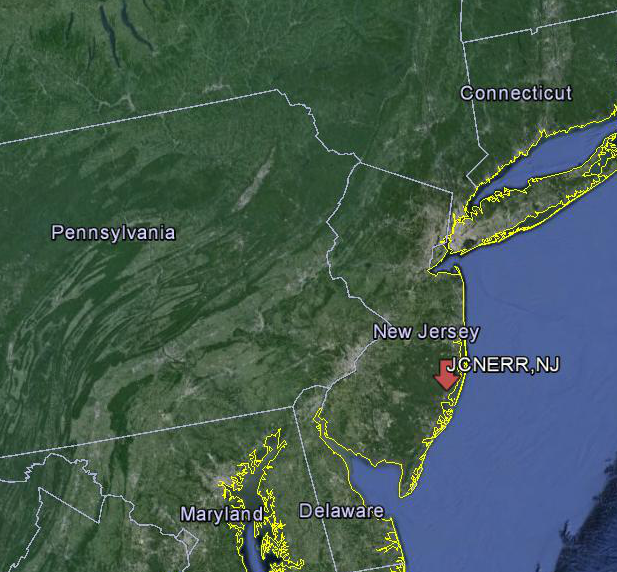 Connecticut
Pennsylvania
New Jersey
JCNERR,NJ
Maryland
Delaware